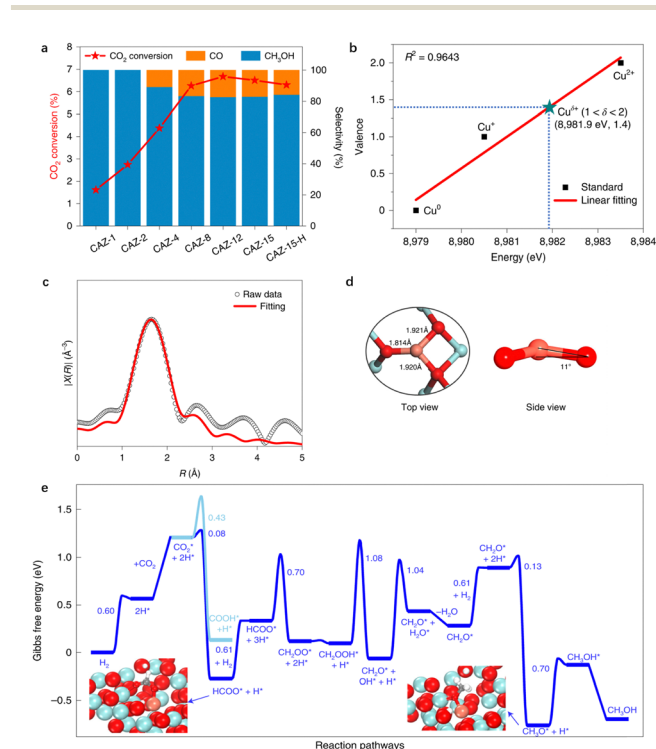 a
CO₂ conversion CO CH₃OH
8
7
6
5
4
3
2
1
0
CO₂ conversion (%)
100
80
60
40
20
0
Selectivity (%)
CAZ-1 CAZ-2 CAZ-4 CAZ-8 CAZ-12 CAZ-15 CAZ-15-H
b
R² = 0.9643
2.0
1.5
1.0
0.5
0
Valence
Cu²⁺
Cu^δ+ (1 < δ < 2)
(8,981.9 eV, 1.4)
Cu⁺
Cu⁰
Standard
Linear fitting
8,979 8,980 8,981 8,982 8,983 8,984
Energy (eV)
c
Raw data
Fitting
|X(R)| (Å⁻³)
0 1 2 3 4 5
R (Å)
d
1.921Å
1.814Å
1.920Å
11°
Top view Side view
e
1.5
1.0
0.5
0
−0.5
Gibbs free energy (eV)
0.60
H₂
2H*
+CO₂
CO₂*
+ 2H*
0.43
0.08
COOH*
+H*
0.61
+ H₂
HCOO* + H*
HCOO*
+ 3H*
0.70
CH₂OO*
+ 2H*
CH₂OOH*
+ H*
1.08
CH₂O* +
OH* + H*
1.04
CH₂O* +
H₂O*
−H₂O
CH₂O*
0.61
+ H₂
CH₂O*
+ 2H*
0.13
CH₃O* + H*
0.70
CH₃OH*
CH₃OH
Reaction pathways